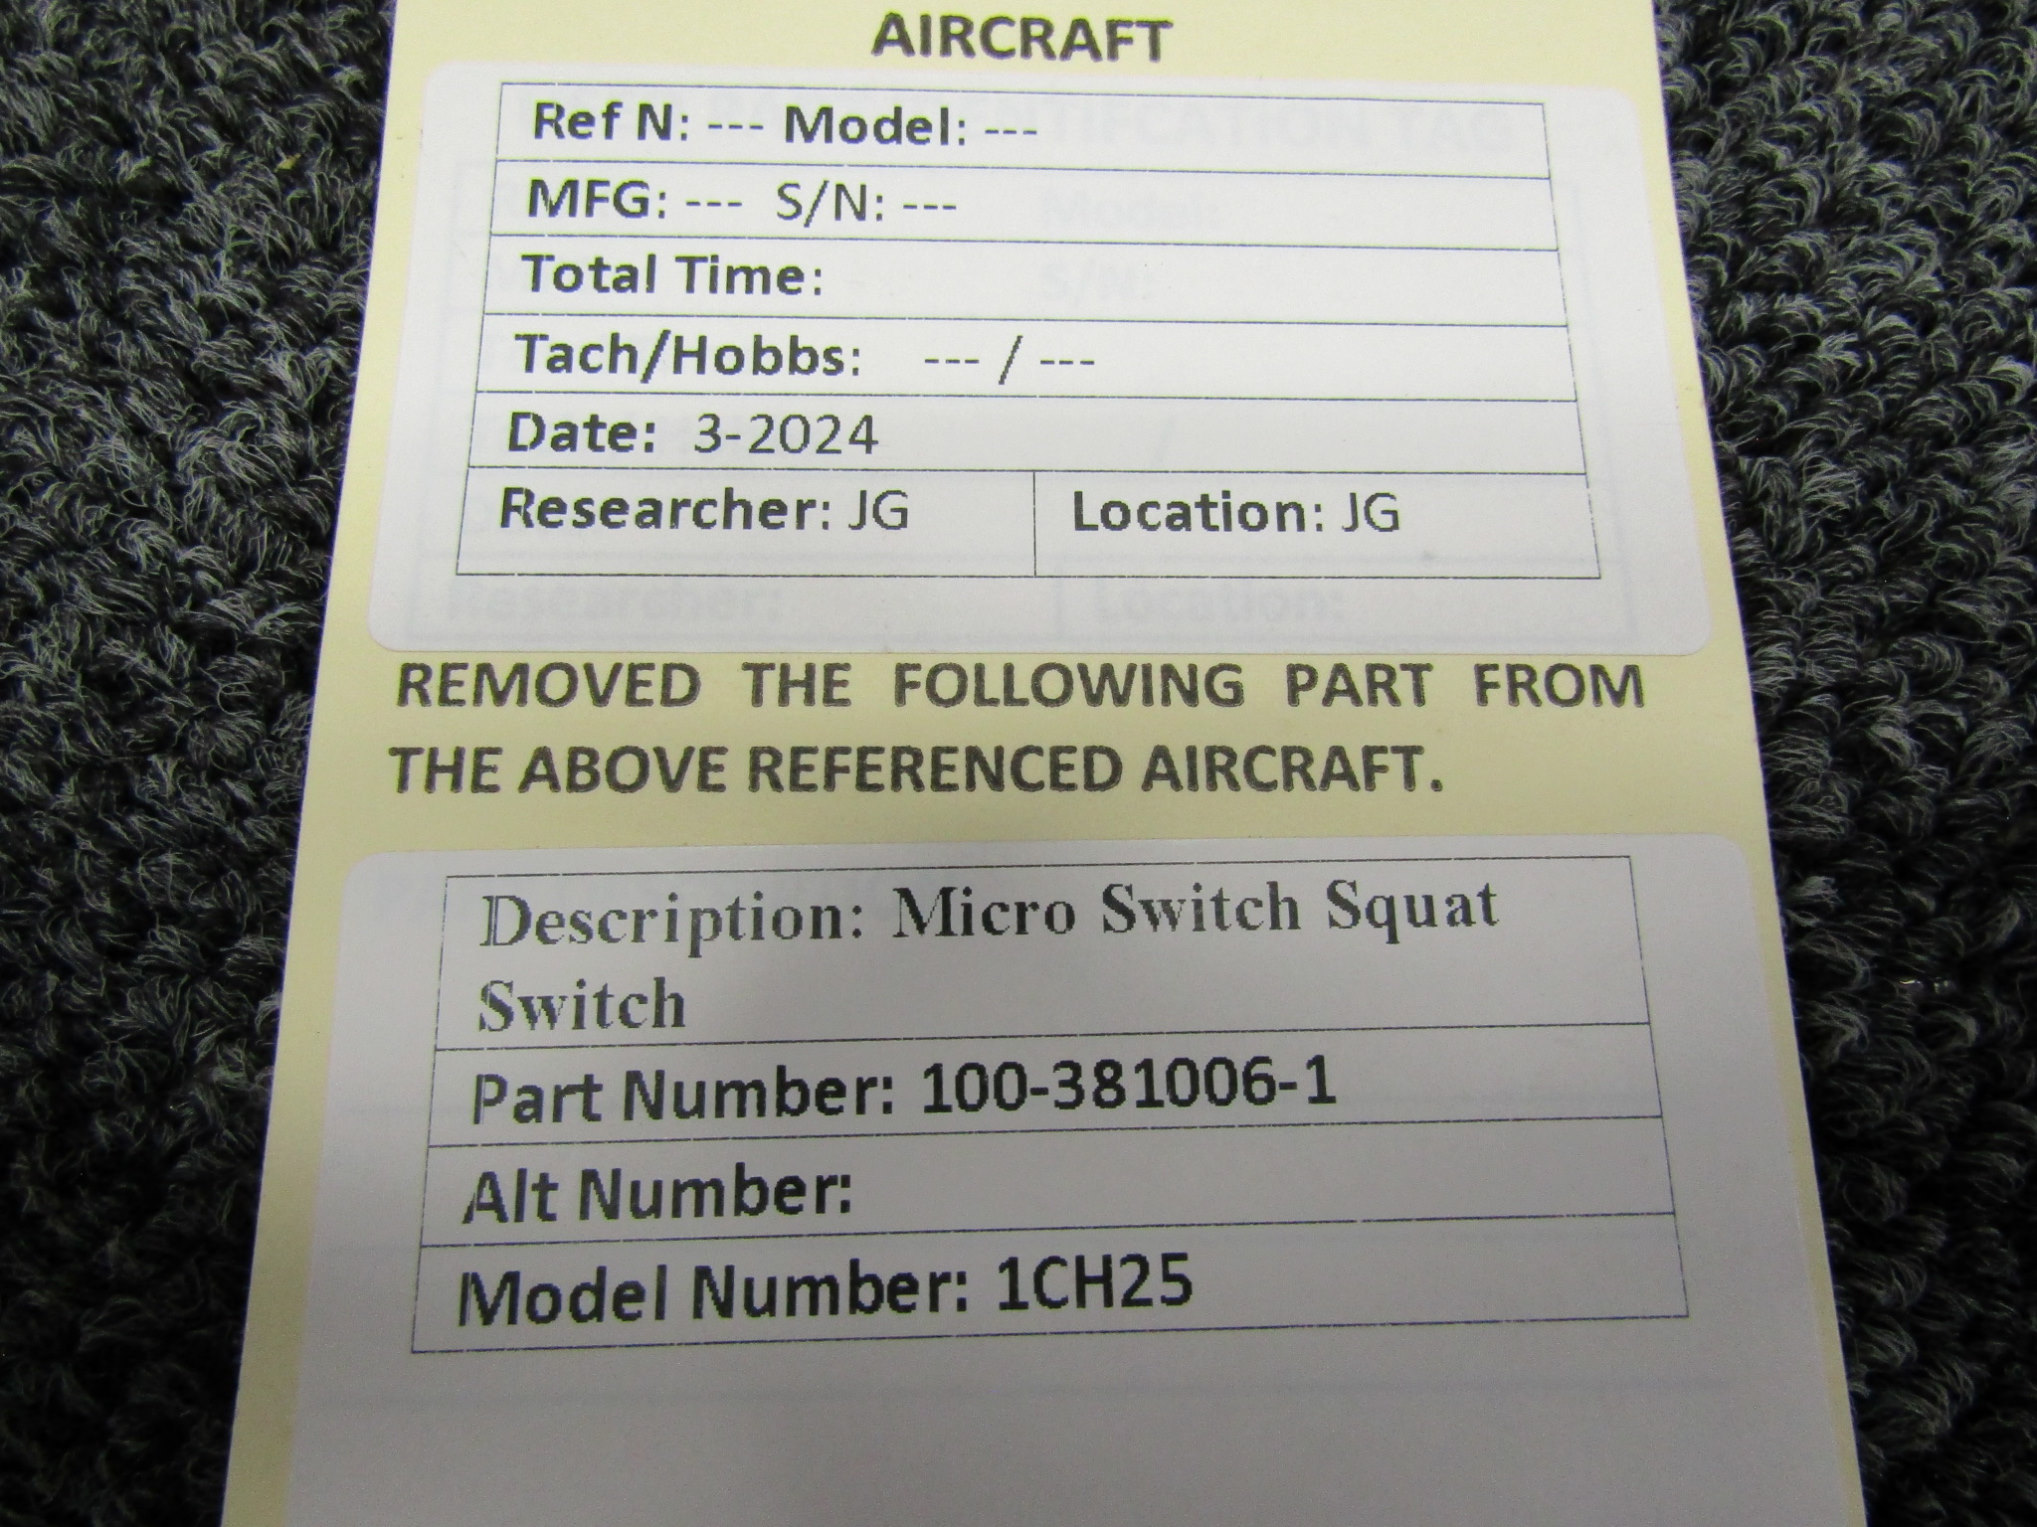 AIRCRAFT
Ref N: --- Model: ---
MFG: --- S/N: ---
Total Time:
Tach/Hobbs: --- / ---
Date: 3-2024
Researcher: JG Location: JG
REMOVED THE FOLLOWING PART FROM
THE ABOVE REFERENCED AIRCRAFT.
Description: Micro Switch Squat
Switch
Part Number: 100-381006-1
Alt Number:
Model Number: 1CH25